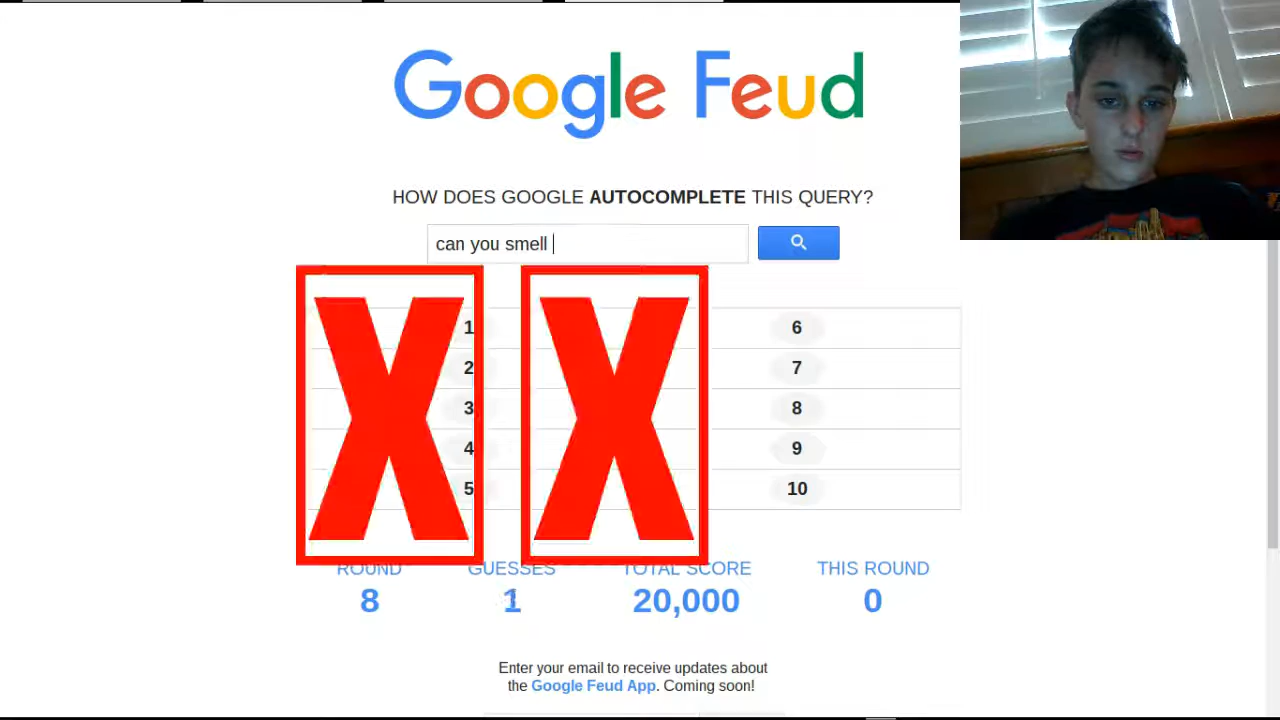 Google Feud
HOW DOES GOOGLE AUTOCOMPLETE THIS QUERY?
can you smell
X X
1 6
2 7
3 8
4 9
5 10
ROUND GUESSES TOTAL SCORE THIS ROUND
8 1 20,000 0
Enter your email to receive updates about
the Google Feud App. Coming soon!